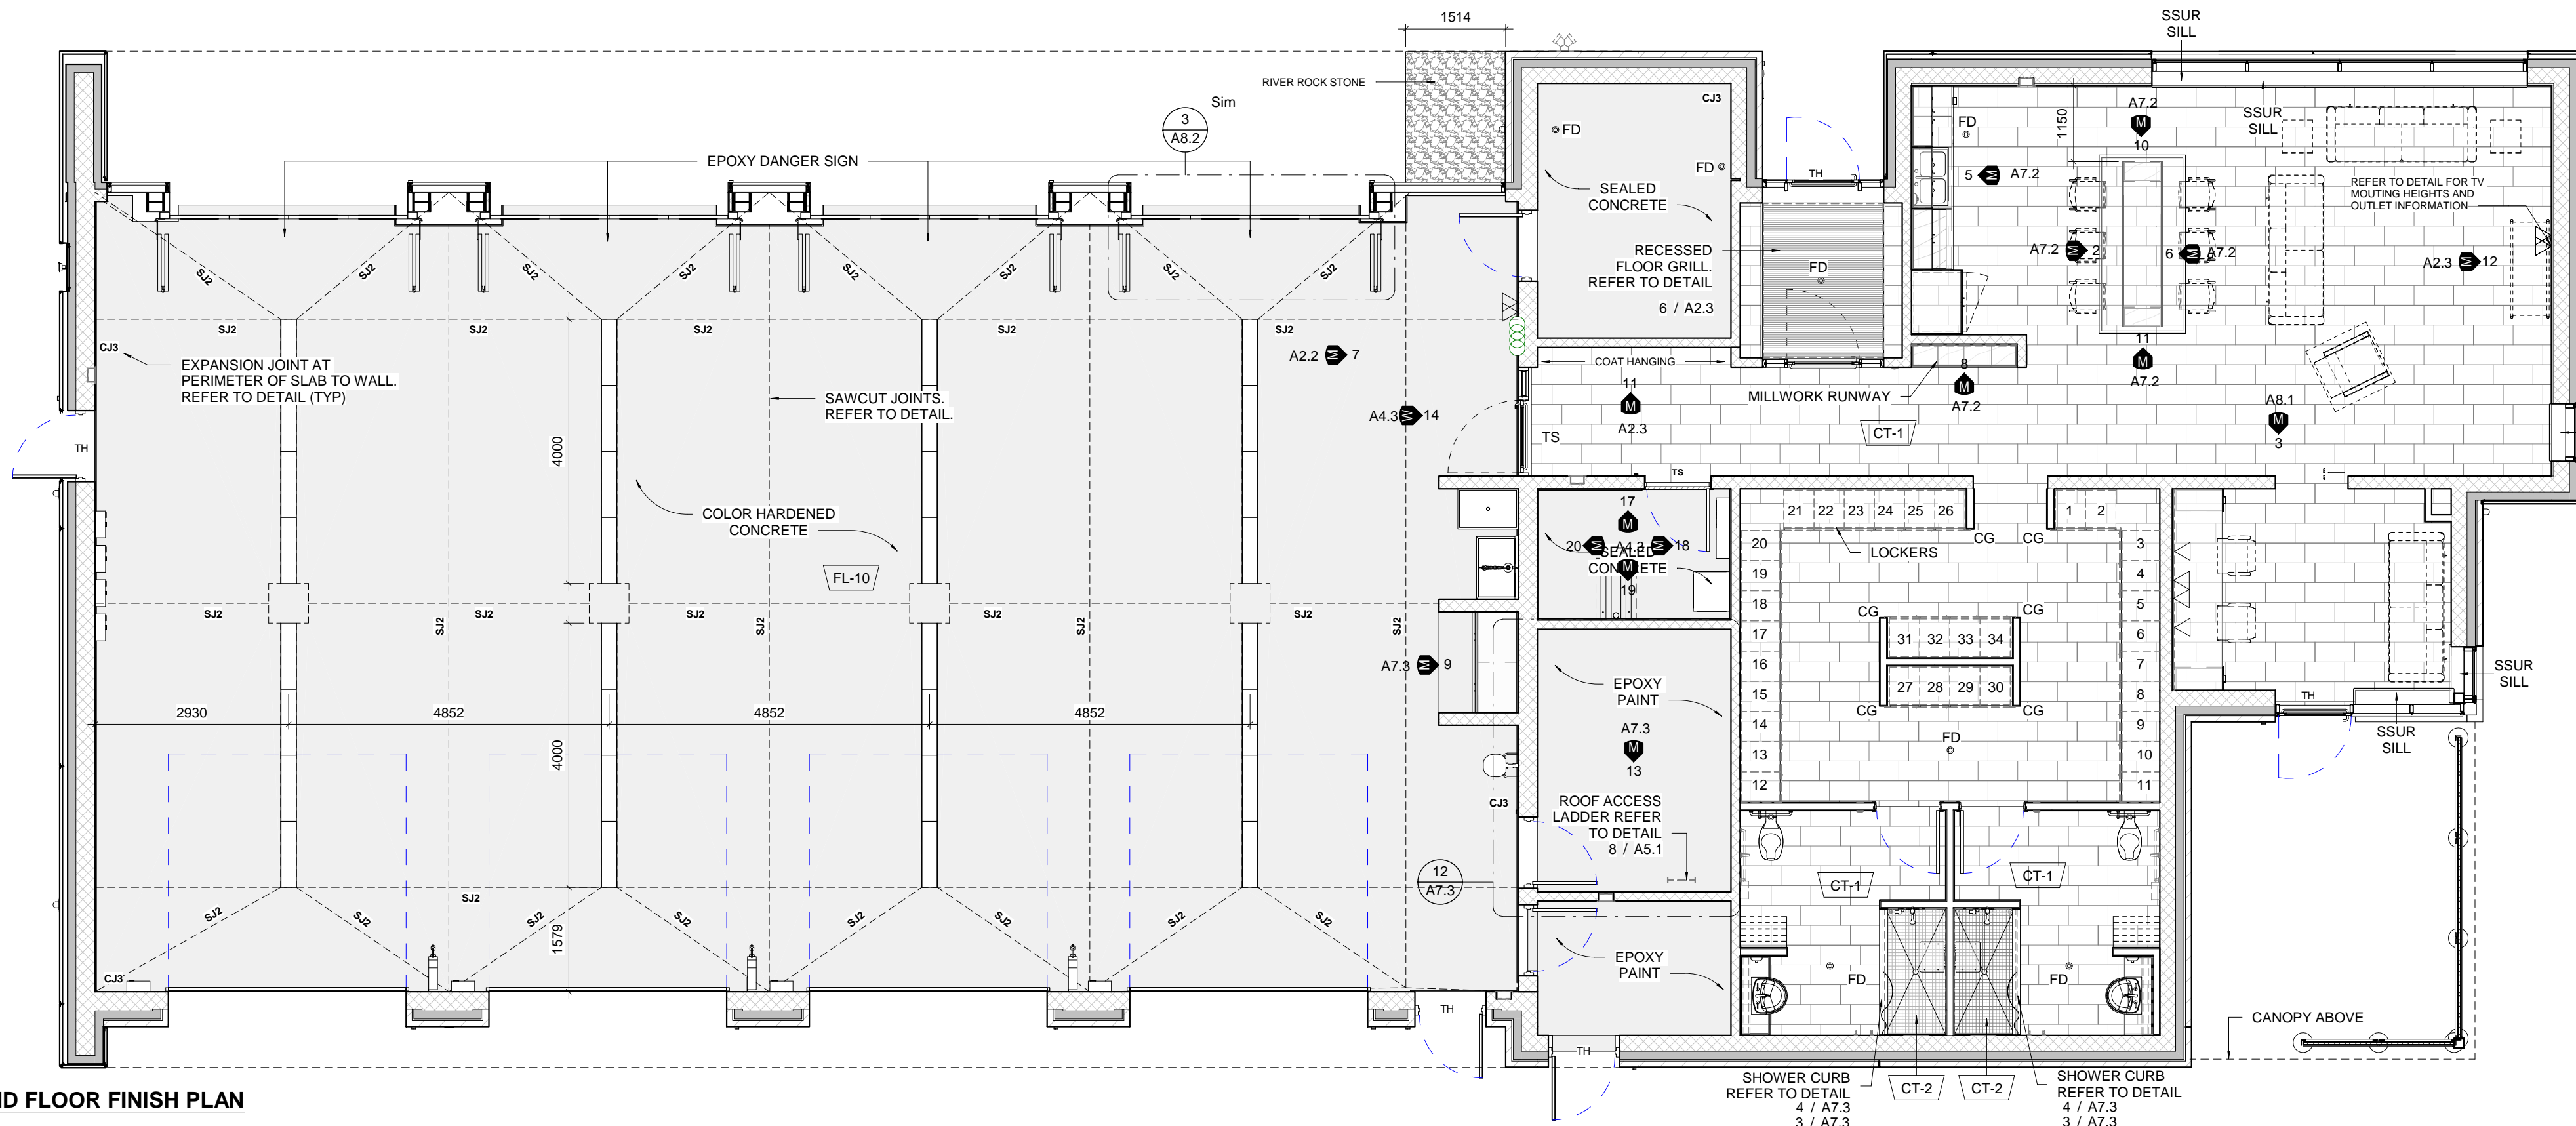 1514
SSUR
SILL
RIVER ROCK STONE
Sim
3
A8.2
EPOXY DANGER SIGN
CJ3
FD
FD
SEALED
CONCRETE
RECESSED
FLOOR GRILL.
REFER TO DETAIL
6 / A2.3
TH
FD
SSUR
SILL
A7.2
M
10
1150
FD
5 M A7.2
REFER TO DETAIL FOR TV
MOUTING HEIGHTS AND
OUTLET INFORMATION
A7.2 M 2
6 M A7.2
A2.3 M 12
11
M
A7.2
SJ2
SJ2
SJ2
SJ2
SJ2
SJ2
SJ2
SJ2
SJ2
SJ2
SJ2
SJ2
SJ2
CJ3
EXPANSION JOINT AT
PERIMETER OF SLAB TO WALL.
REFER TO DETAIL (TYP)
SAWCUT JOINTS.
REFER TO DETAIL.
A2.2 M 7
A4.3 M 14
COAT HANGING
11
M
A2.3
TS
TS
MILLWORK RUNWAY
8
M
A7.2
CT-1
A8.1
M
3
TH
4000
COLOR HARDENED
CONCRETE
FL-10
17
M
20 M A4.3 M 18
SEALED
CONCRETE
M
19
21 22 23 24 25 26
1 2
CG
CG
LOCKERS
20
19
18
17
16
15
14
13
12
3
4
5
6
7
8
9
10
11
CG
CG
31 32 33 34
27 28 29 30
CG
CG
FD
SJ2
SJ2
SJ2
SJ2
SJ2
SJ2
SJ2
SJ2
SJ2
A7.3 M 9
2930
4852
4852
4852
4000
EPOXY
PAINT
A7.3
M
13
ROOF ACCESS
LADDER REFER
TO DETAIL
8 / A5.1
CJ3
12
A7.3
TH
SSUR
SILL
SSUR
SILL
SJ2
SJ2
SJ2
SJ2
SJ2
SJ2
SJ2
SJ2
SJ2
1579
CJ3
EPOXY
PAINT
CT-1
CT-1
FD
FD
TH
TH
CANOPY ABOVE
SHOWER CURB
REFER TO DETAIL
4 / A7.3
3 / A7.3
CT-2
CT-2
SHOWER CURB
REFER TO DETAIL
4 / A7.3
3 / A7.3
FLOOR FINISH PLAN